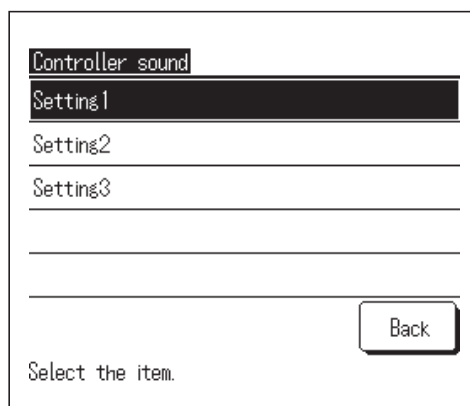 Controller sound
Setting1
Setting2
Setting3
Back
Select the item.